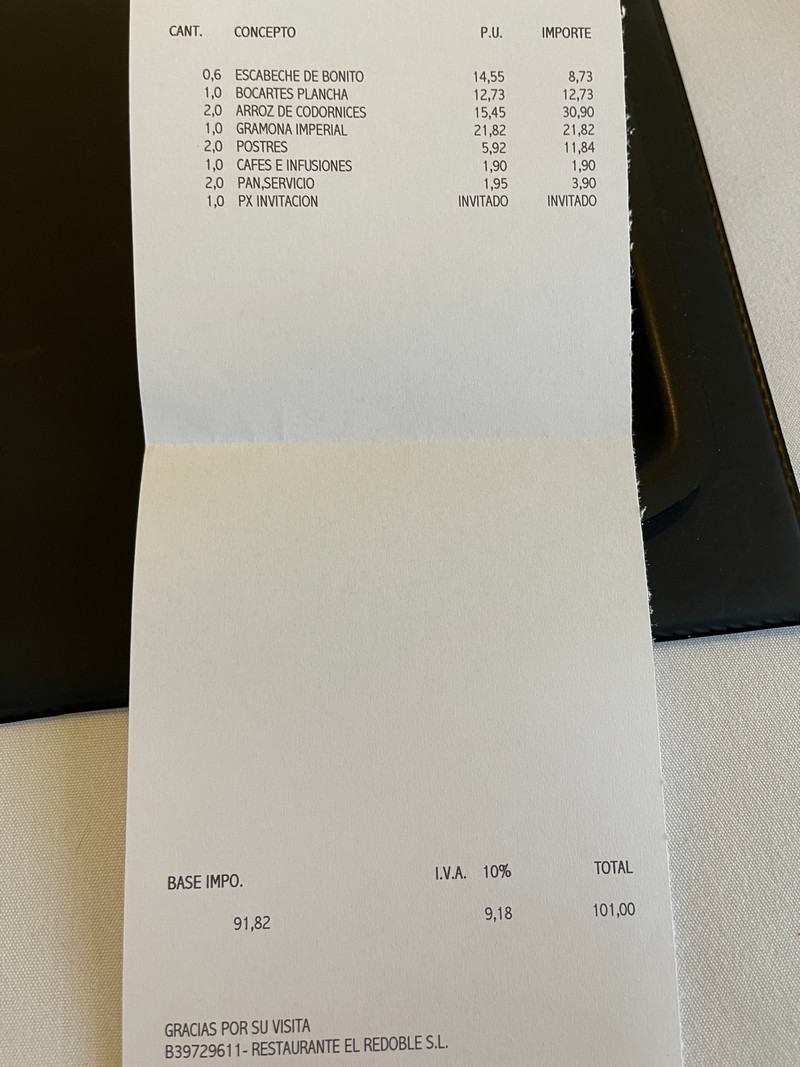 CANT. CONCEPTO P.U. IMPORTE
0,6 ESCABECHE DE BONITO 14,55 8,73
1,0 BOCARTES PLANCHA 12,73 12,73
2,0 ARROZ DE CODORNICES 15,45 30,90
1,0 GRAMONA IMPERIAL 21,82 21,82
2,0 POSTRES 5,92 11,84
1,0 CAFES E INFUSIONES 1,90 1,90
2,0 PAN,SERVICIO 1,95 3,90
1,0 PX INVITACION INVITADO INVITADO
BASE IMPO. I.V.A. 10% TOTAL
91,82 9,18 101,00
GRACIAS POR SU VISITA
B39729611- RESTAURANTE EL REDOBLE S.L.